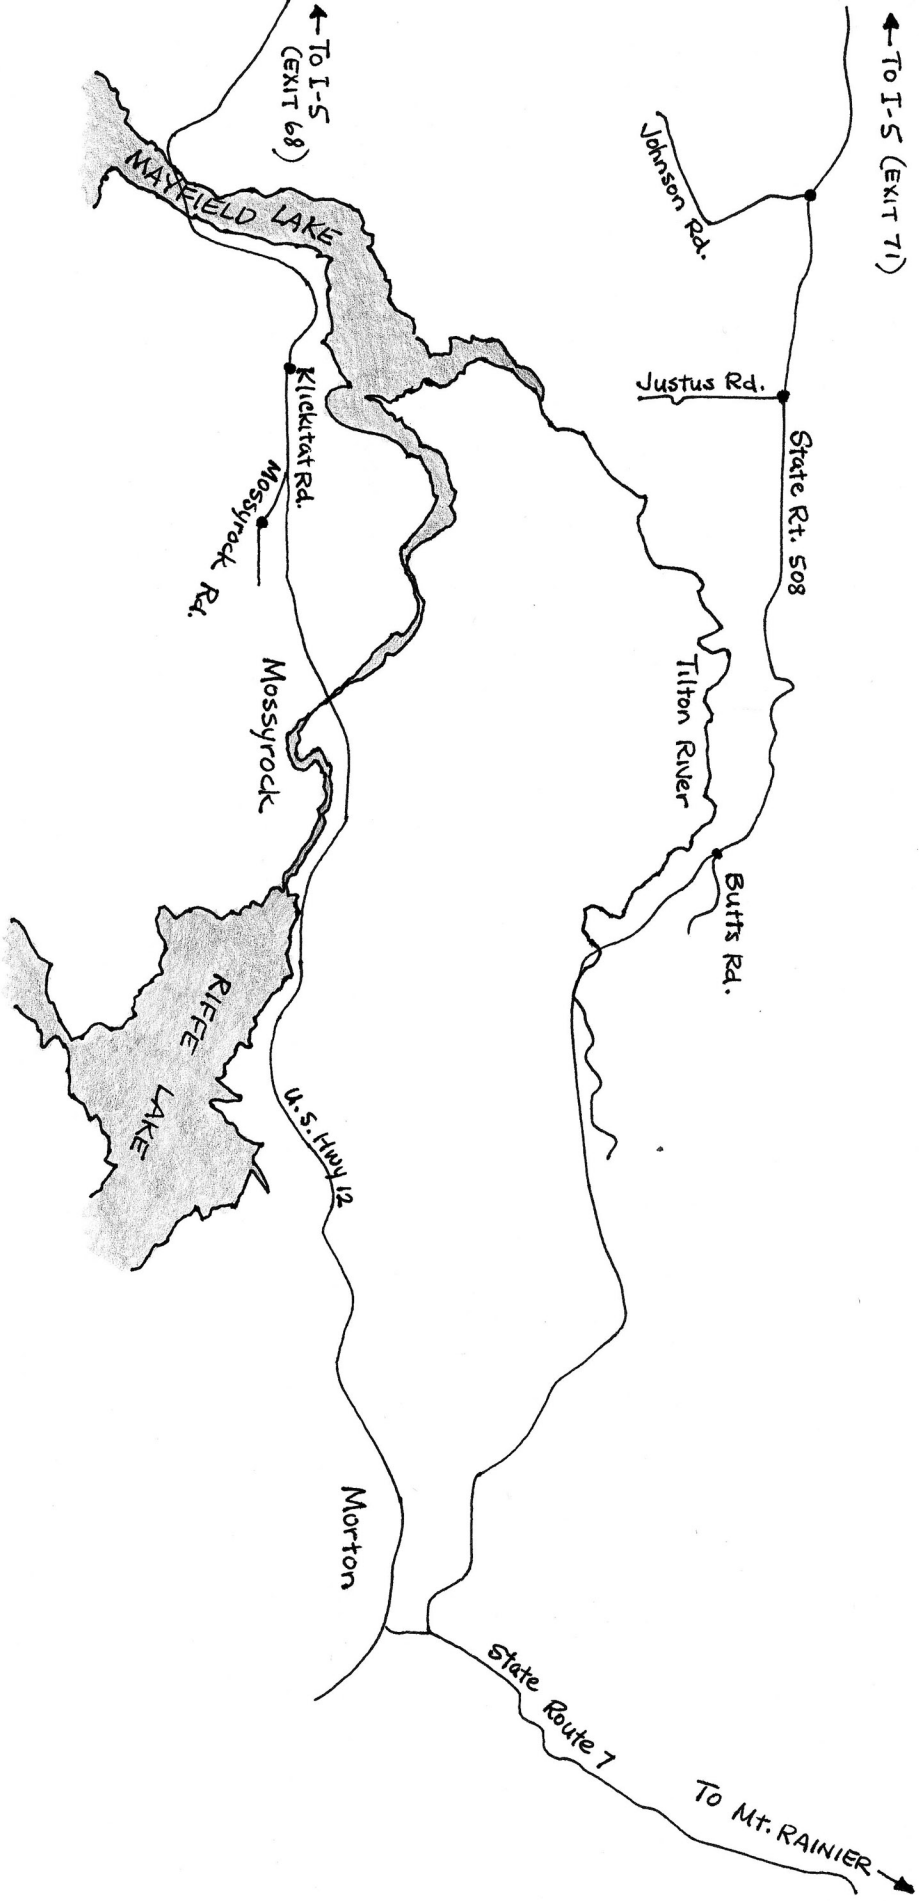 ← TO I-5 (EXIT 71)
← TO I-5
(EXIT 68)
Johnson Rd.
Justus Rd.
State Rt. 508
MAYFIELD LAKE
Klickitat Rd.
Mossyrock Rd.
Tilton River
Butts Rd.
Mossyrock
RIFFE LAKE
U.S. Hwy 12
Morton
State Route 7
TO Mt. RAINIER →